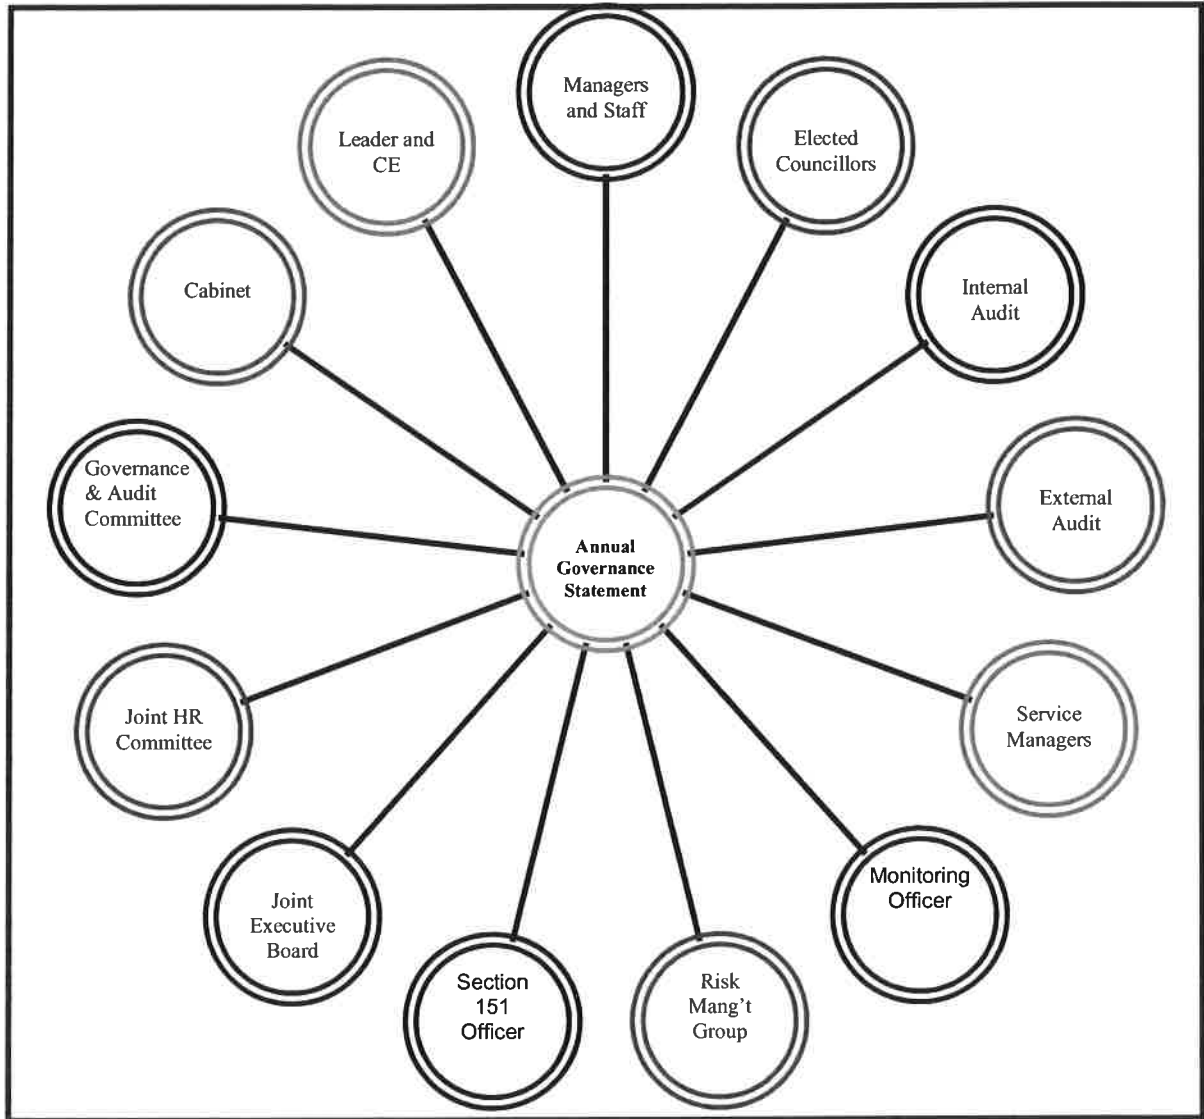 Managers
and Staff
Elected
Councillors
Internal
Audit
External
Audit
Service
Managers
Monitoring
Officer
Risk
Mang't
Group
Section
151
Officer
Joint
Executive
Board
Joint HR
Committee
Governance
& Audit
Committee
Cabinet
Leader and
CE
Annual
Governance
Statement